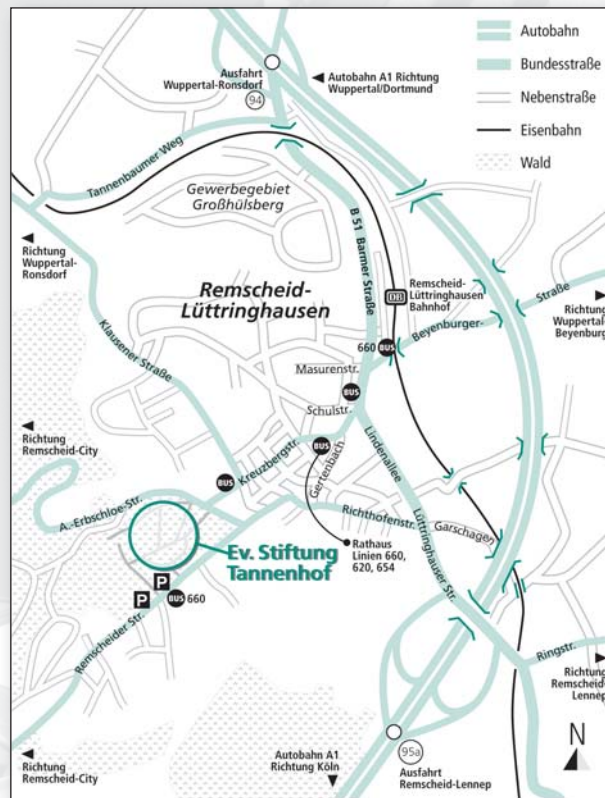 Autobahn
Bundesstraße
Nebenstraße
Eisenbahn
Wald
Ausfahrt
Wuppertal-Ronsdorf
94
Autobahn A1 Richtung
Wuppertal/Dortmund
Tannenbaumer Weg
Gewerbegebiet
Großhülsberg
B 51 Barmer Straße
Richtung
Wuppertal-
Ronsdorf
Remscheid-
Lüttringhausen
DB
Remscheid-
Lüttringhausen
Bahnhof
Klausener Straße
660 BUS
Beyenburger-
Straße
Richtung
Wuppertal-
Beyenburg
Masurenstr.
BUS
Schulstr.
Richtung
Remscheid-City
BUS
Kreuzbergstr.
BUS
Gertenbach
Lindenallee
A.-Erbschloe-Str.
Richthofenstr.
Lüttringhauser Str.
Garschagen
Ev. Stiftung
Tannenhof
Rathaus
Linien 660,
620, 654
P
P
BUS 660
Remscheider Str.
Ringstr.
Richtung
Remscheid-
Lennep
Richtung
Remscheid-City
Autobahn A1
Richtung Köln
95a
Ausfahrt
Remscheid-Lennep
N